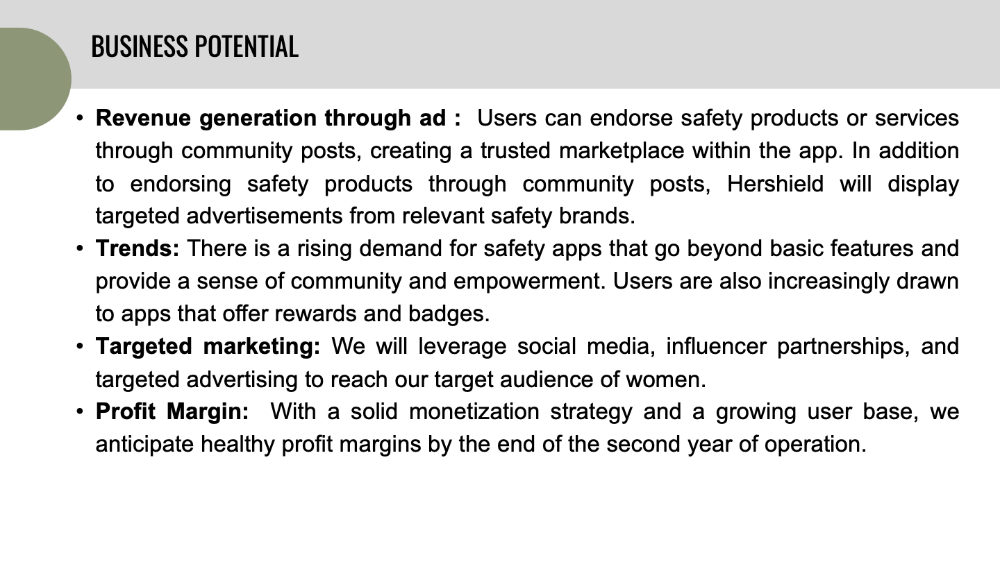 BUSINESS POTENTIAL
• Revenue generation through ad : Users can endorse safety products or services
through community posts, creating a trusted marketplace within the app. In addition
to endorsing safety products through community posts, Hershield will display
targeted advertisements from relevant safety brands.
• Trends: There is a rising demand for safety apps that go beyond basic features and
provide a sense of community and empowerment. Users are also increasingly drawn
to apps that offer rewards and badges.
• Targeted marketing: We will leverage social media, influencer partnerships, and
targeted advertising to reach our target audience of women.
• Profit Margin: With a solid monetization strategy and a growing user base, we
anticipate healthy profit margins by the end of the second year of operation.